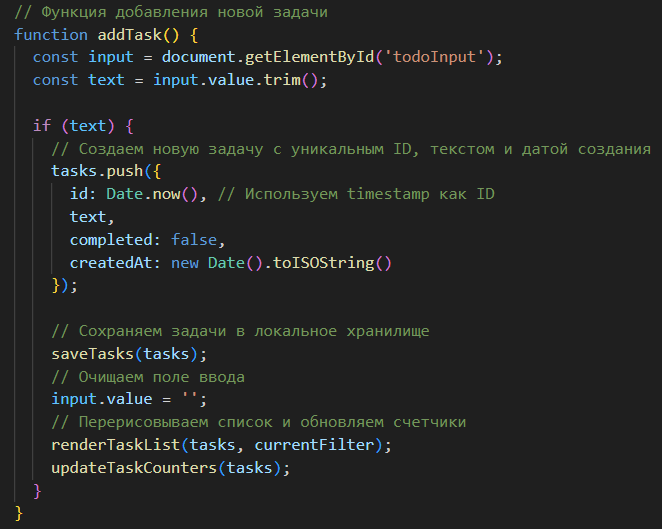 // Функция добавления новой задачи
function addTask() {
const input = document.getElementById('todoInput');
const text = input.value.trim();
if (text) {
// Создаем новую задачу с уникальным ID, текстом и датой создания
tasks.push({
id: Date.now(), // Используем timestamp как ID
text,
completed: false,
createdAt: new Date().toISOString()
});
// Сохраняем задачи в локальное хранилище
saveTasks(tasks);
// Очищаем поле ввода
input.value = '';
// Перерисовываем список и обновляем счетчики
renderTaskList(tasks, currentFilter);
updateTaskCounters(tasks);
}
}